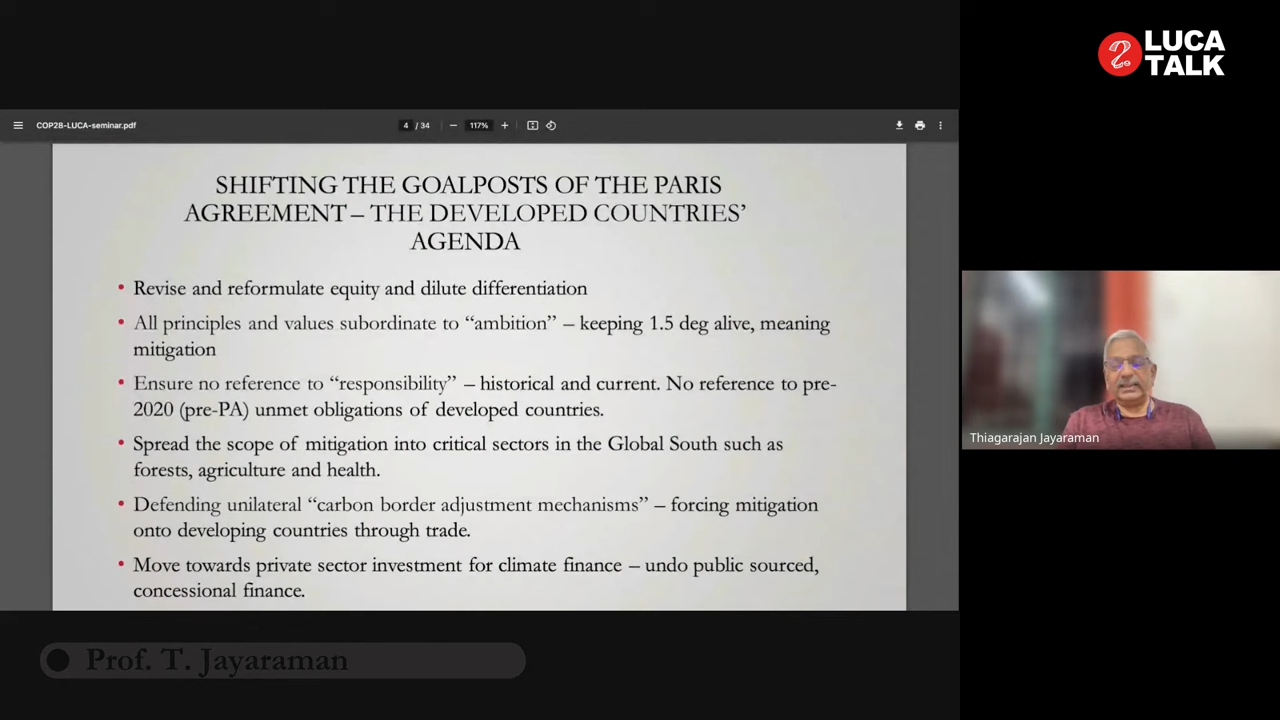 LUCA
TALK
COP28-LUCA-seminar.pdf
4 / 34
117%
SHIFTING THE GOALPOSTS OF THE PARIS
AGREEMENT – THE DEVELOPED COUNTRIES’
AGENDA
• Revise and reformulate equity and dilute differentiation
• All principles and values subordinate to “ambition” – keeping 1.5 deg alive, meaning
mitigation
• Ensure no reference to “responsibility” – historical and current. No reference to pre-
2020 (pre-PA) unmet obligations of developed countries.
• Spread the scope of mitigation into critical sectors in the Global South such as
forests, agriculture and health.
• Defending unilateral “carbon border adjustment mechanisms” – forcing mitigation
onto developing countries through trade.
• Move towards private sector investment for climate finance – undo public sourced,
concessional finance.
Thiagarajan Jayaraman
Prof. T. Jayaraman